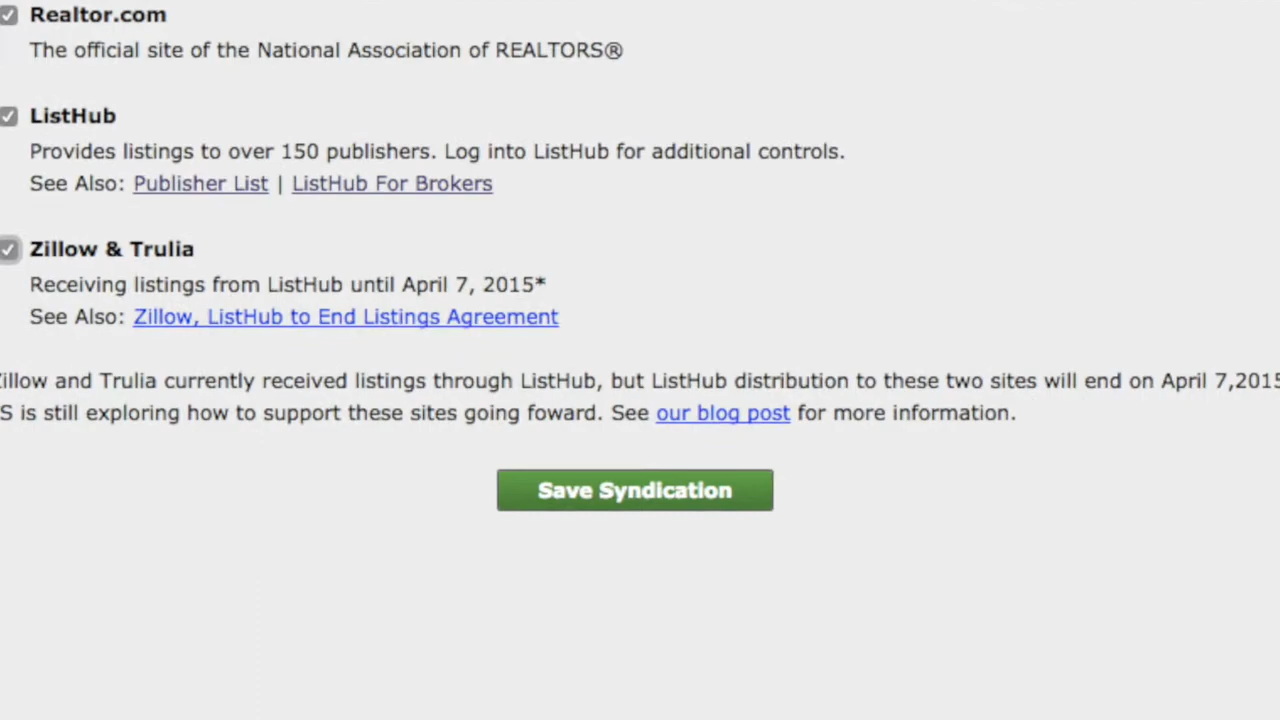 Realtor.com
The official site of the National Association of REALTORS®
ListHub
Provides listings to over 150 publishers. Log into ListHub for additional controls.
See Also: Publisher List | ListHub For Brokers
Zillow & Trulia
Receiving listings from ListHub until April 7, 2015*
See Also: Zillow, ListHub to End Listings Agreement
Zillow and Trulia currently received listings through ListHub, but ListHub distribution to these two sites will end on April 7,2015
S is still exploring how to support these sites going foward. See our blog post for more information.
Save Syndication